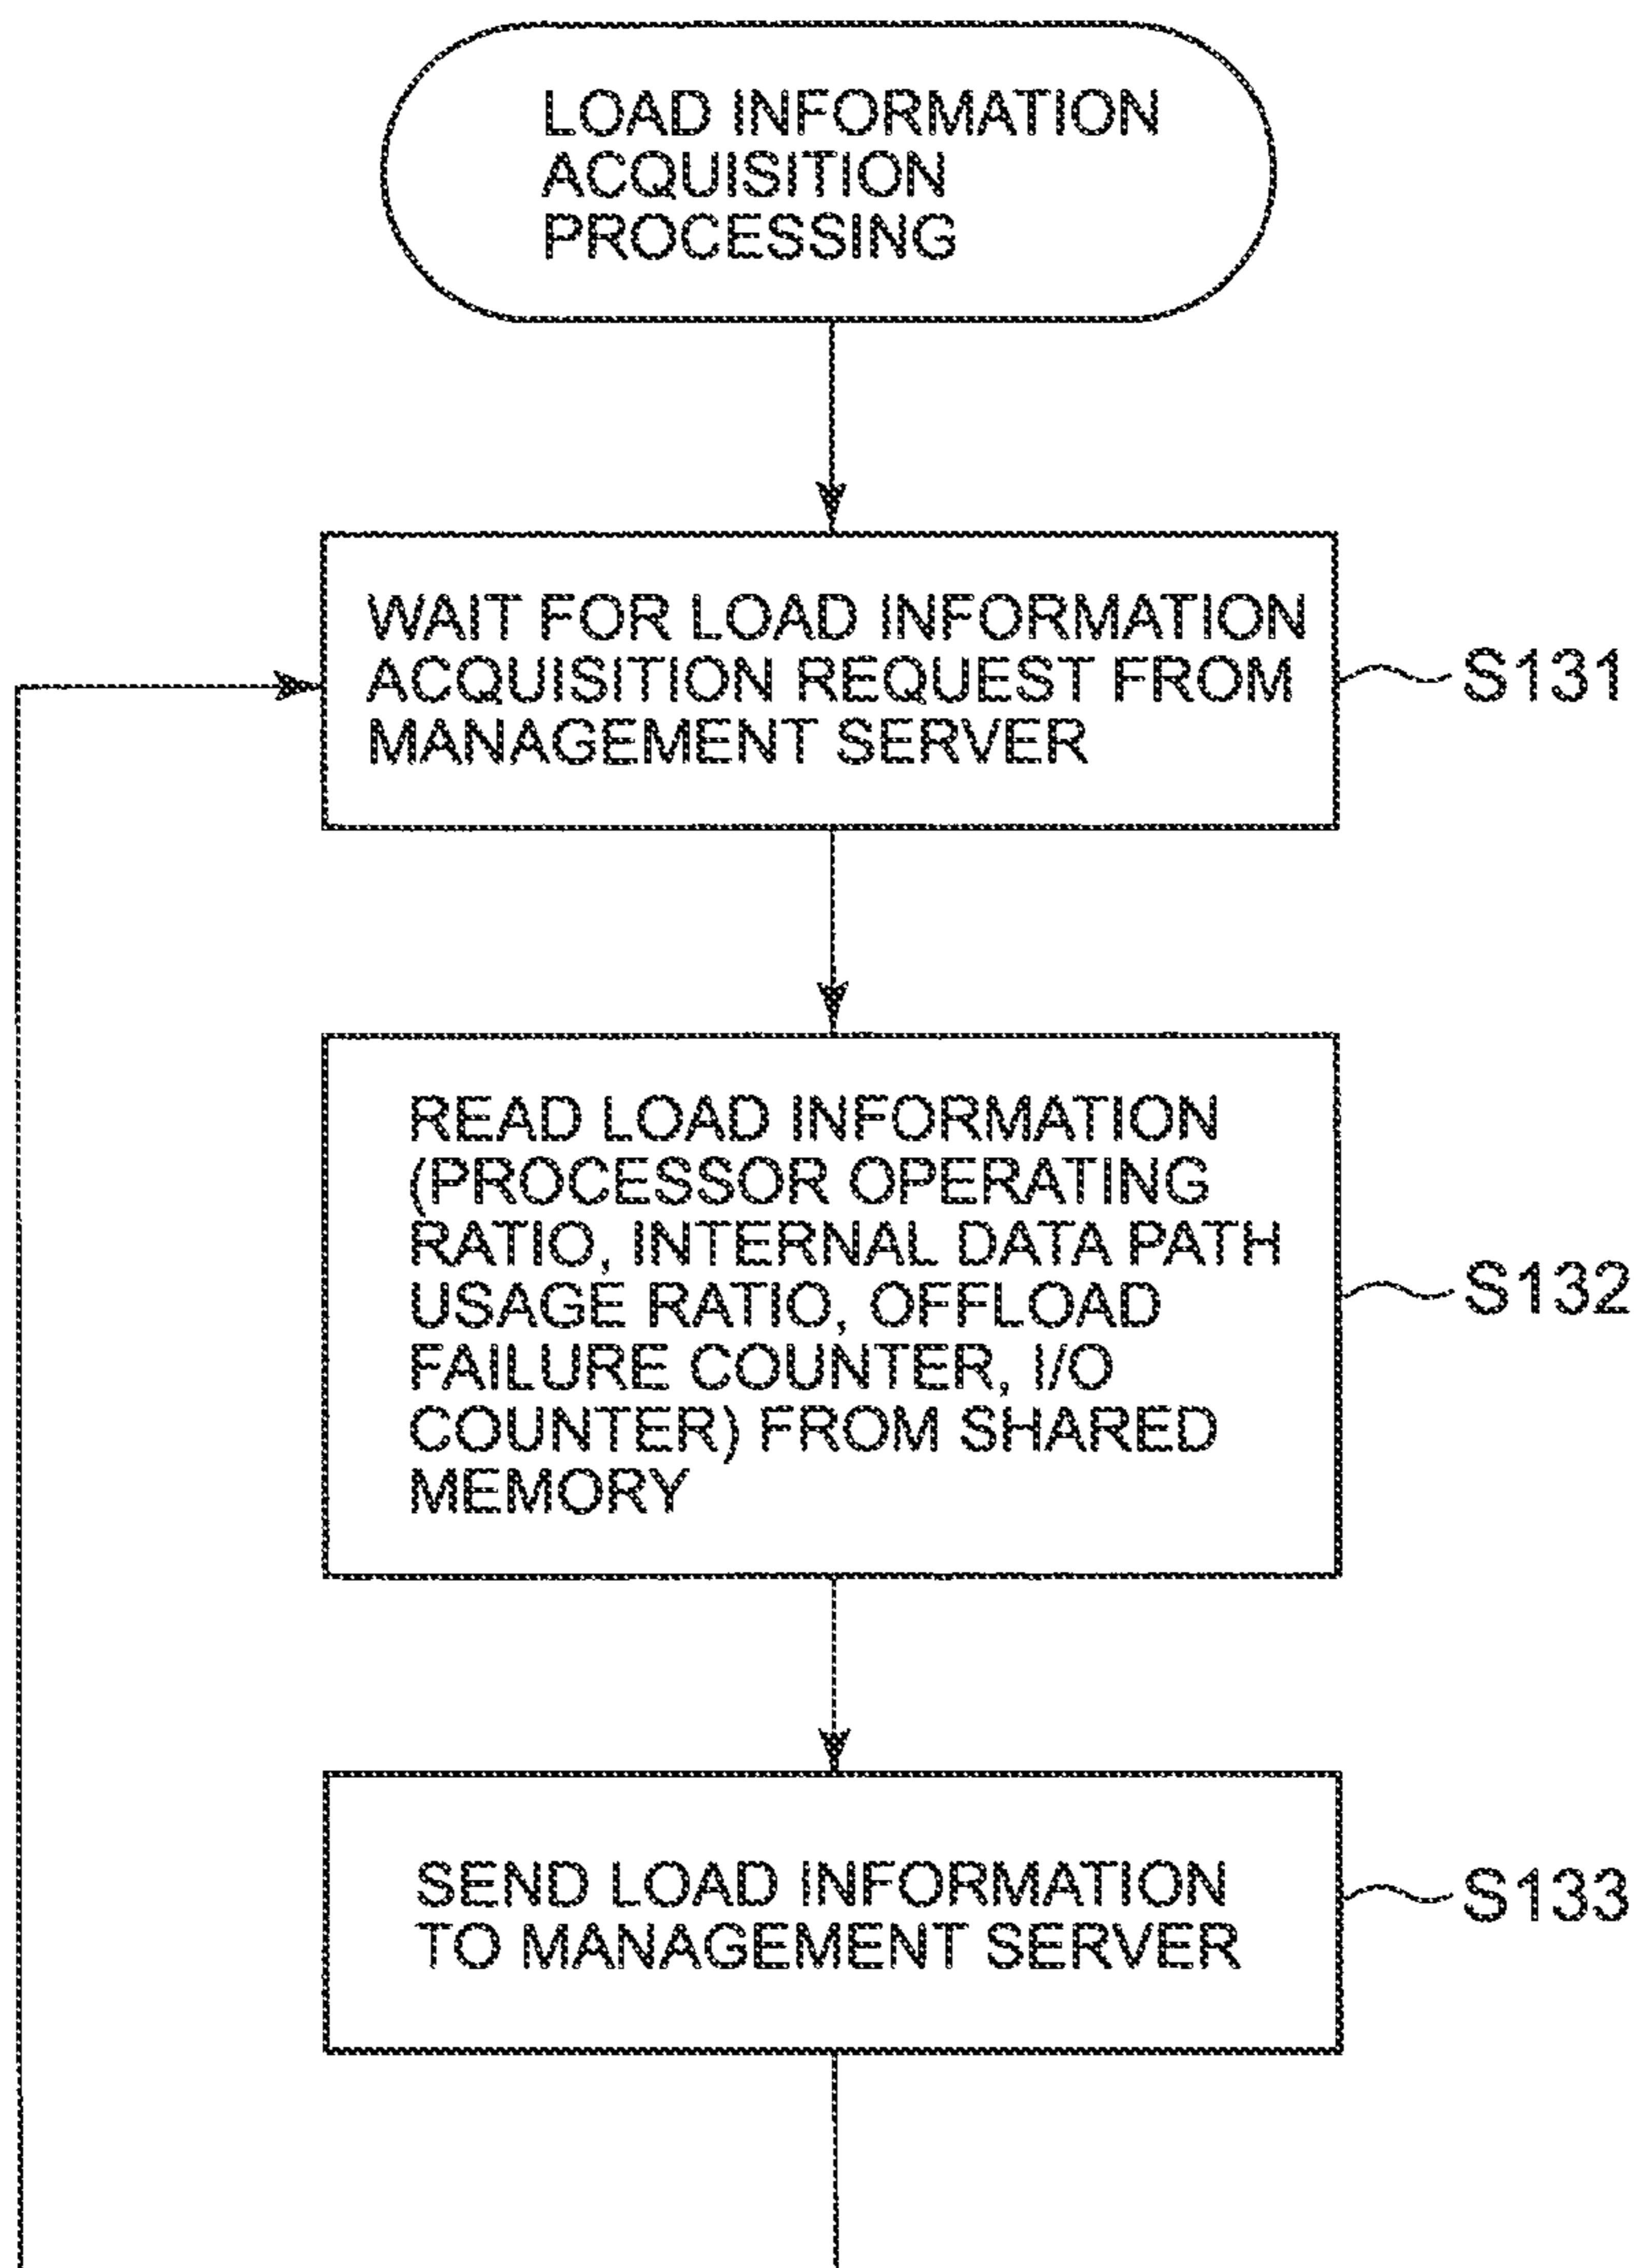 LOAD INFORMATION
ACQUISITION
PROCESSING
WAIT FOR LOAD INFORMATION
ACQUISITION REQUEST FROM
MANAGEMENT SERVER
S131
READ LOAD INFORMATION
(PROCESSOR OPERATING
RATIO, INTERNAL DATA PATH
USAGE RATIO, OFFLOAD
FAILURE COUNTER, I/O
COUNTER) FROM SHARED
MEMORY
S132
SEND LOAD INFORMATION
TO MANAGEMENT SERVER
S133